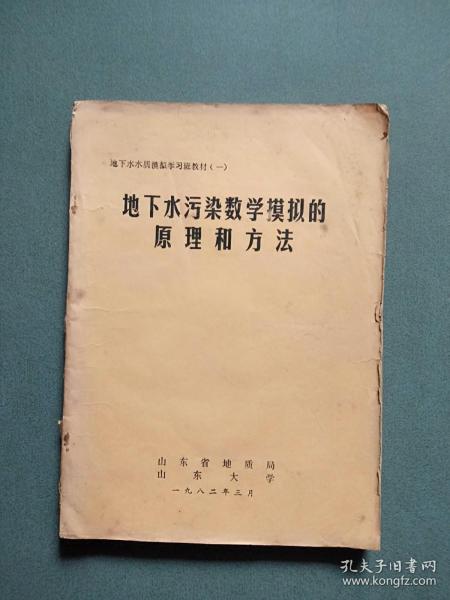 地下水水质模拟学习班教材（一）
地下水污染数学摸拟的
原理和方法
山东省地质局
山东大学
一九八二年三月
孔夫子旧书网
www.kongfz.com